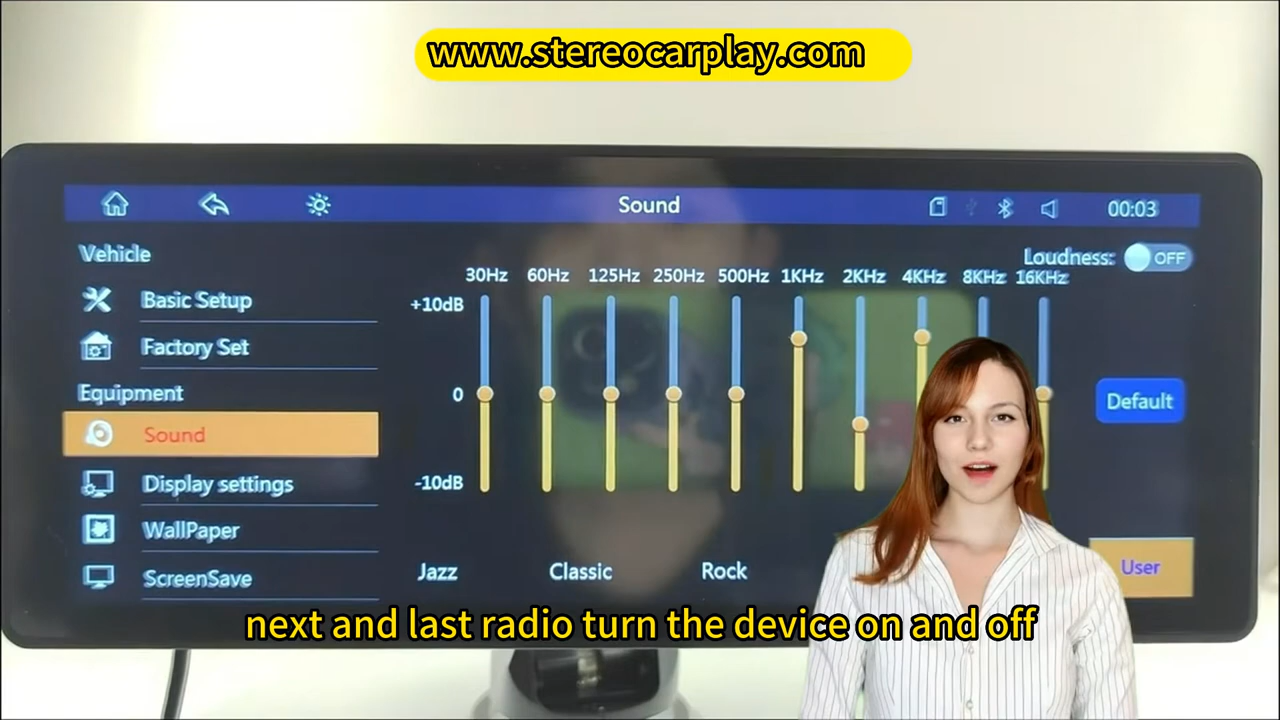 www.stereocarplay.com
Sound
00:03
Vehicle
Loudness: OFF
30Hz 60Hz 125Hz 250Hz 500Hz 1KHz 2KHz 4KHz 8KHz 16KHz
Basic Setup
+10dB
Factory Set
Equipment
0
Default
Sound
Display settings
-10dB
WallPaper
Jazz Classic Rock User
ScreenSave
next and last radio turn the device on and off